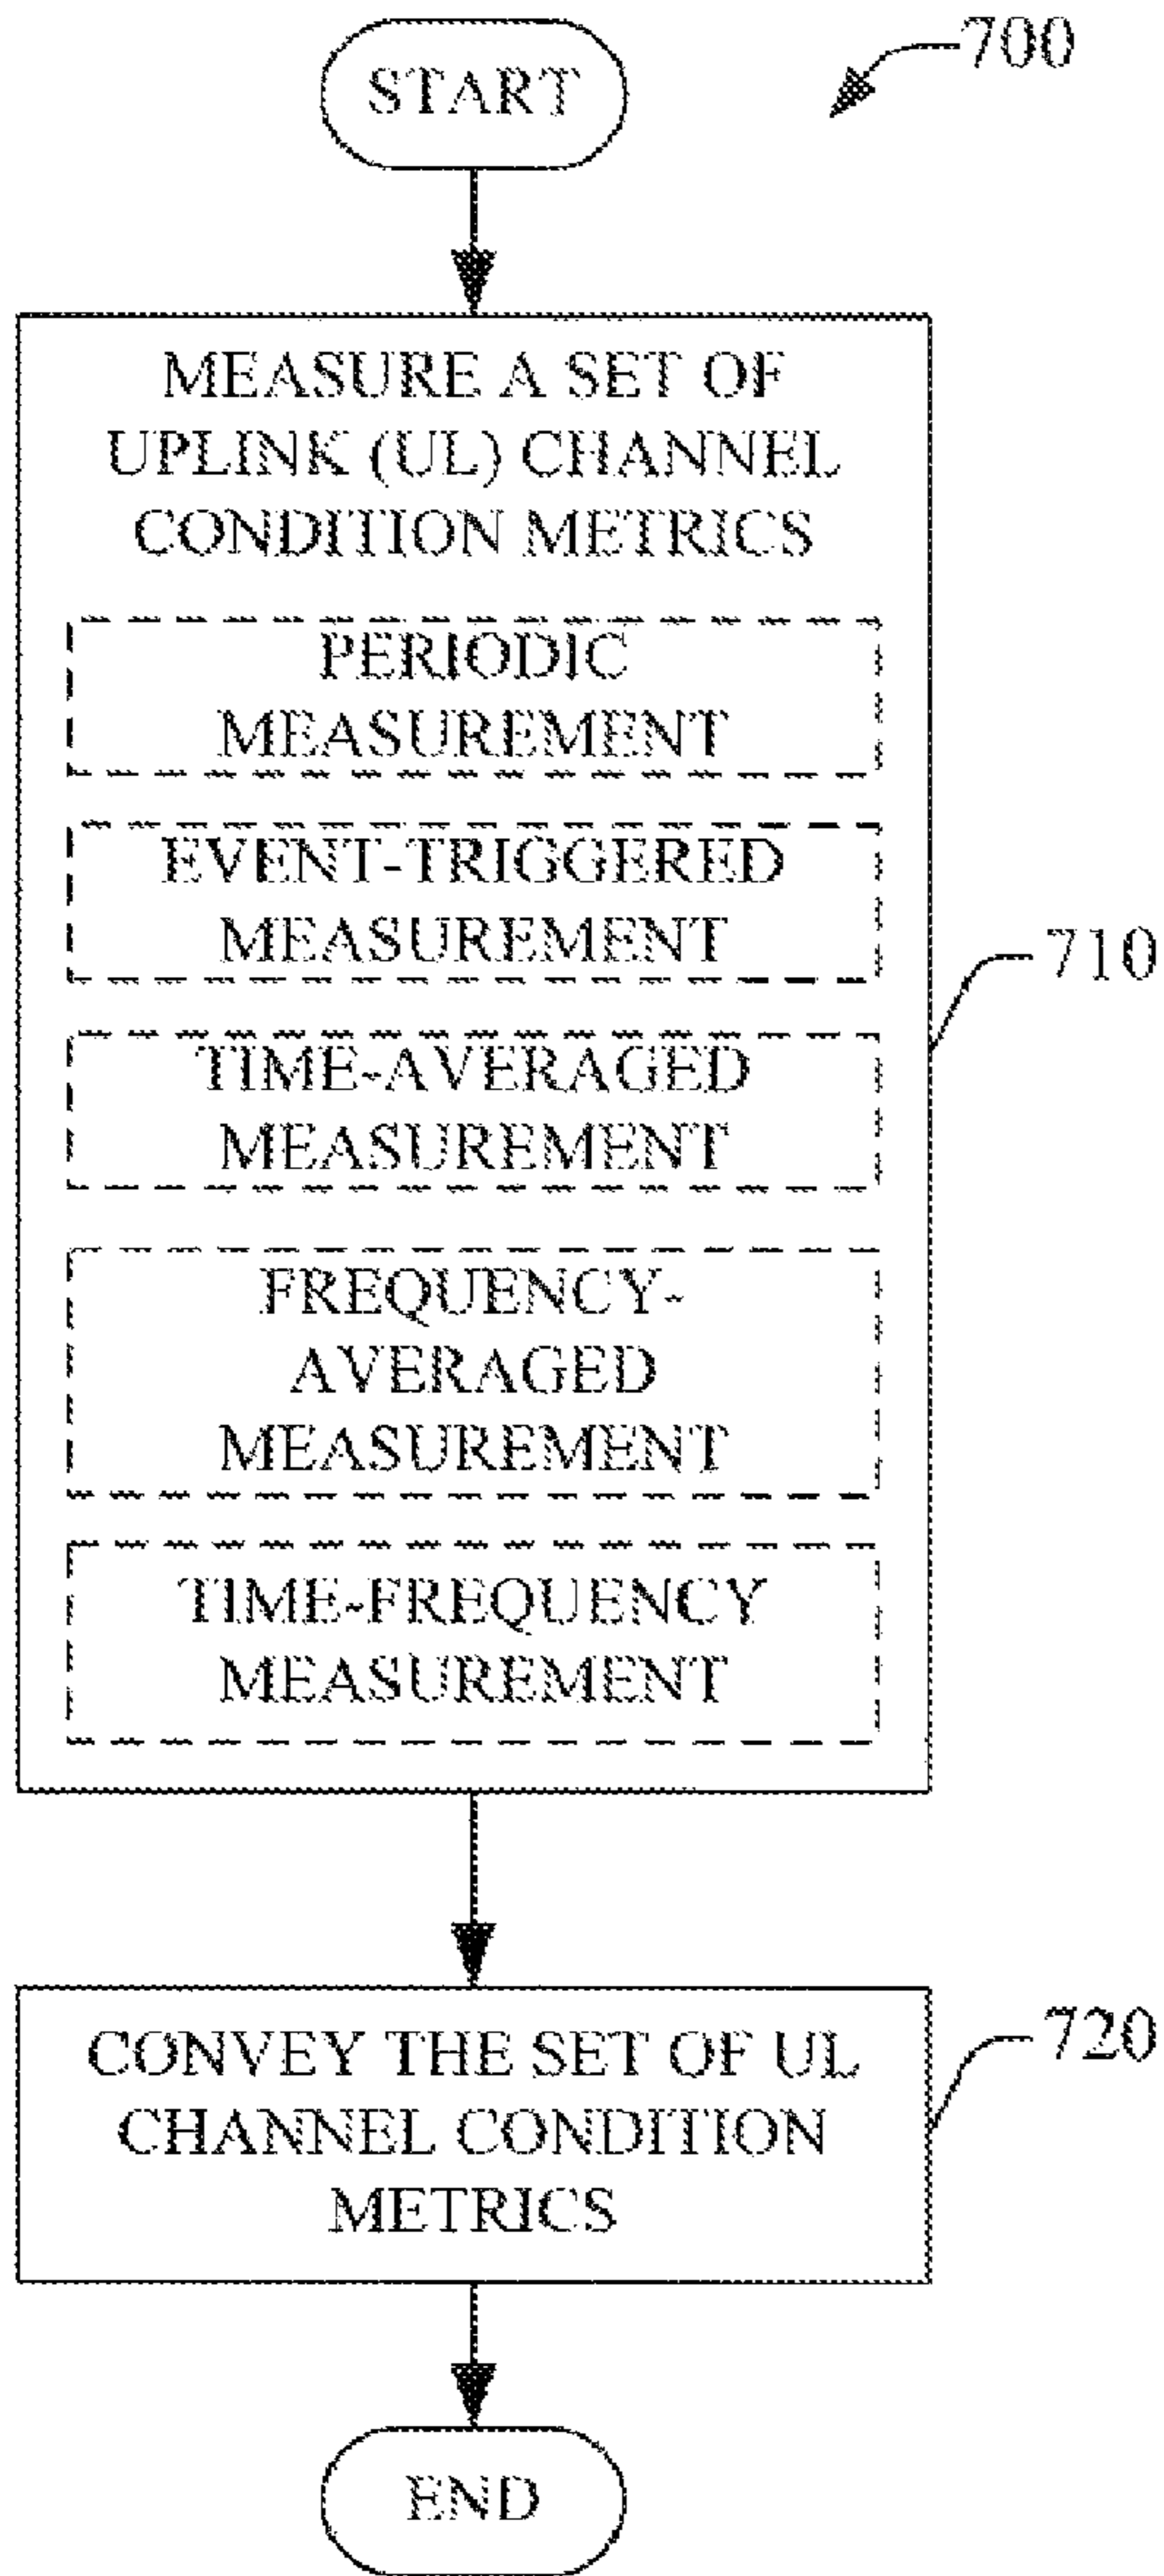 700
START
MEASURE A SET OF
UPLINK (UL) CHANNEL
CONDITION METRICS
PERIODIC
MEASUREMENT
EVENT-TRIGGERED
MEASUREMENT
710
TIME-AVERAGED
MEASUREMENT
FREQUENCY-
AVERAGED
MEASUREMENT
TIME-FREQUENCY
MEASUREMENT
CONVEY THE SET OF UL
CHANNEL CONDITION
METRICS
720
END